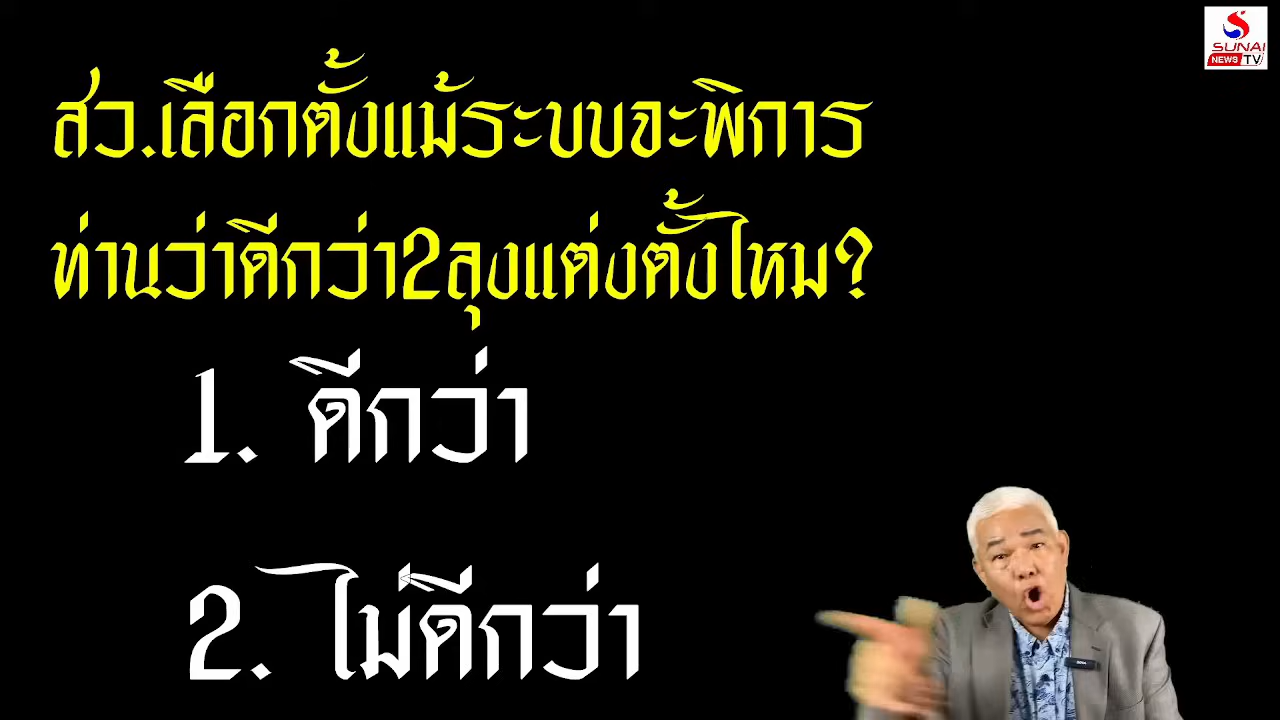 SUNAI
NEWS TV
สว.เลือกตั้งแม้ระบบจะพิการ
ท่านว่าดีกว่า2ลุงแต่งตั้งไหม?
1. ดีกว่า
2. ไม่ดีกว่า